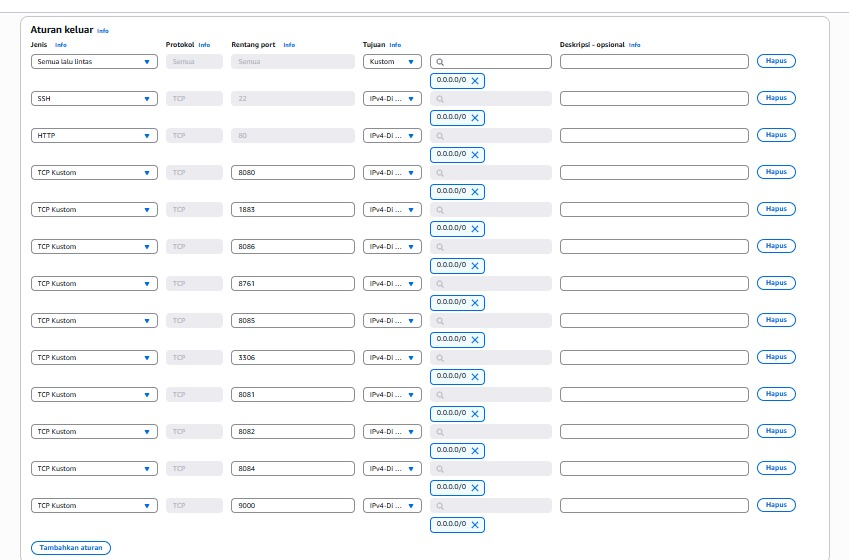 Aturan keluar Info
Jenis Info Protokol Info Rentang port Info Tujuan Info Deskripsi - opsional Info
Semua lalu lintas Semua Semua Kustom Hapus
0.0.0.0/0
SSH TCP 22 IPv4-Di ... Hapus
0.0.0.0/0
HTTP TCP 80 IPv4-Di ... Hapus
0.0.0.0/0
TCP Kustom TCP 8080 IPv4-Di ... Hapus
0.0.0.0/0
TCP Kustom TCP 1883 IPv4-Di ... Hapus
0.0.0.0/0
TCP Kustom TCP 8086 IPv4-Di ... Hapus
0.0.0.0/0
TCP Kustom TCP 8761 IPv4-Di ... Hapus
0.0.0.0/0
TCP Kustom TCP 8085 IPv4-Di ... Hapus
0.0.0.0/0
TCP Kustom TCP 3306 IPv4-Di ... Hapus
0.0.0.0/0
TCP Kustom TCP 8081 IPv4-Di ... Hapus
0.0.0.0/0
TCP Kustom TCP 8082 IPv4-Di ... Hapus
0.0.0.0/0
TCP Kustom TCP 8084 IPv4-Di ... Hapus
0.0.0.0/0
TCP Kustom TCP 9000 IPv4-Di ... Hapus
0.0.0.0/0
Tambahkan aturan